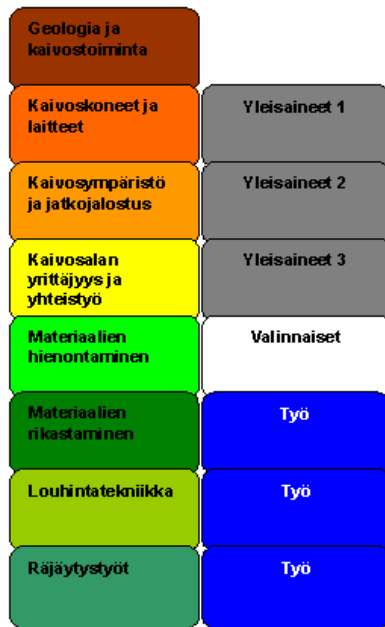 Geologia ja
kaivostoiminta
Kaivoskoneet ja
laitteet
Yleisaineet 1
Kaivosympäristö
ja jatkojalostus
Yleisaineet 2
Kaivosalan
yrittäjyys ja
yhteistyö
Yleisaineet 3
Materiaalien
hienontaminen
Valinnaiset
Materiaalien
rikastaminen
Työ
Louhintatekniikka
Työ
Räjäytystyöt
Työ